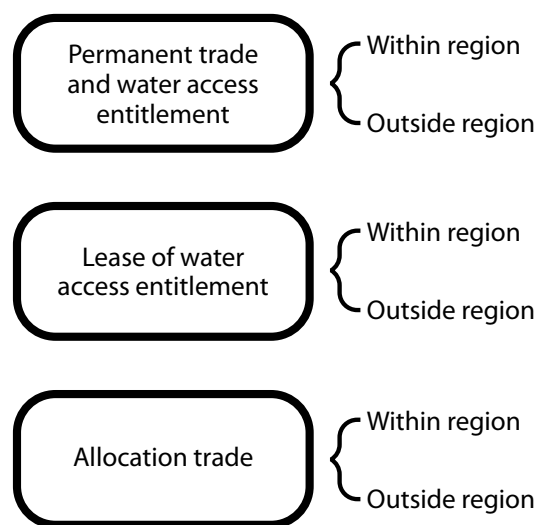 Permanent trade
and water access
entitlement
Within region
Outside region
Lease of water
access entitlement
Within region
Outside region
Allocation trade
Within region
Outside region